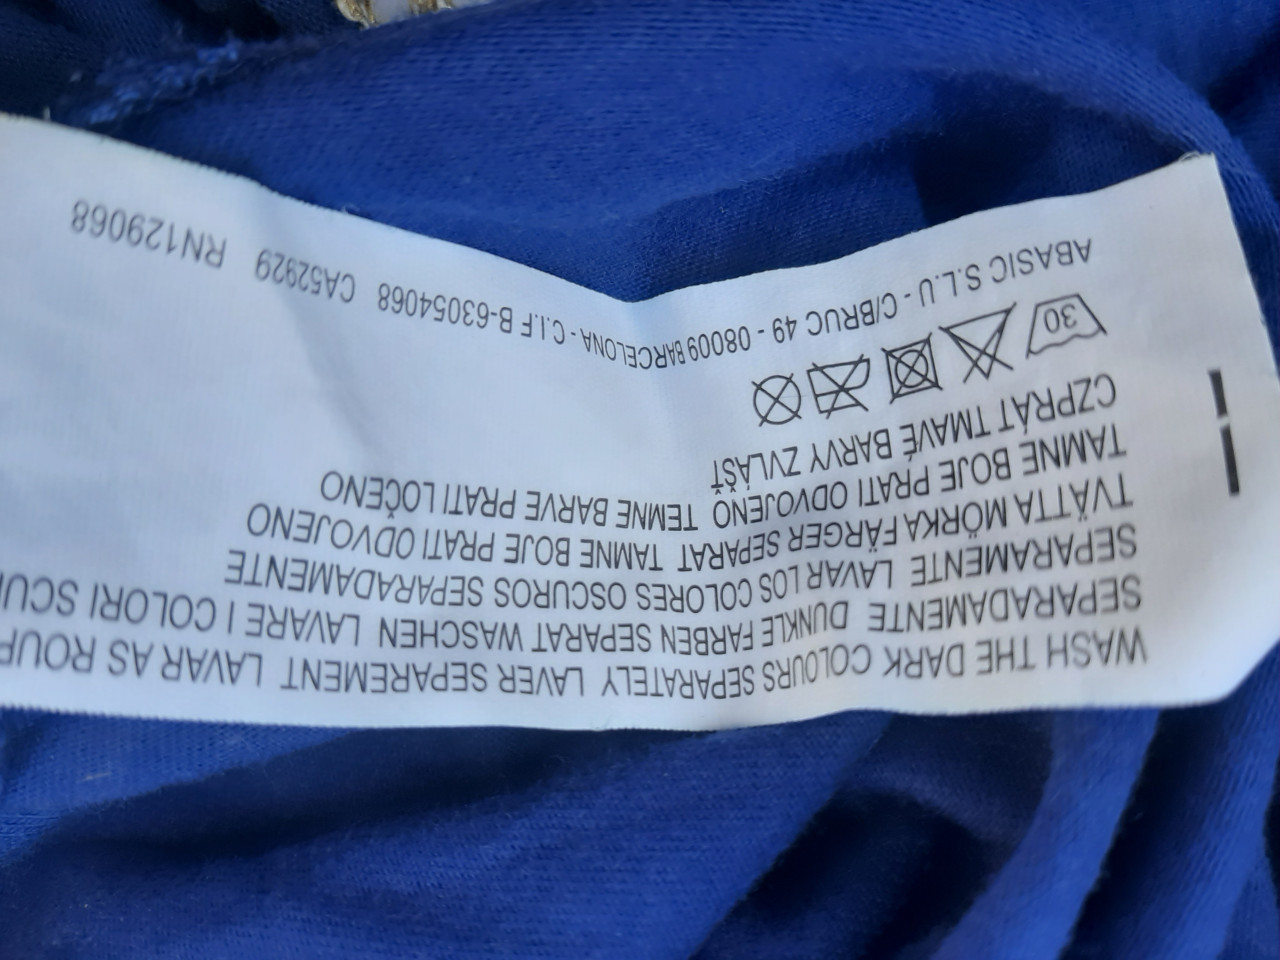 WASH THE DARK COLOURS SEPARATELY LAVER SEPAREMENT LAVAR AS
SEPARADAMENTE DUNKLE FARBEN SEPARAT WASCHEN LAVARE I COLORI
SEPARAMENTE LAVAR LOS COLORES OSCUROS SEPARADAMENTE
TVÄTTA MÖRKA FÄRGER SEPARAT TAMNE BOJE PRATI ODVOJENO
TAMNE BOJE PRATI ODVOJENO TEMNE BARVE PRATI LOČENO
CZPRÁT TMAVÉ BARVY ZVLÁŠŤ
30
ABASIC S.L.U - C/BRUC 49 - 08009 BARCELONA - C.I.F B-63054068 CA52929 RN129068